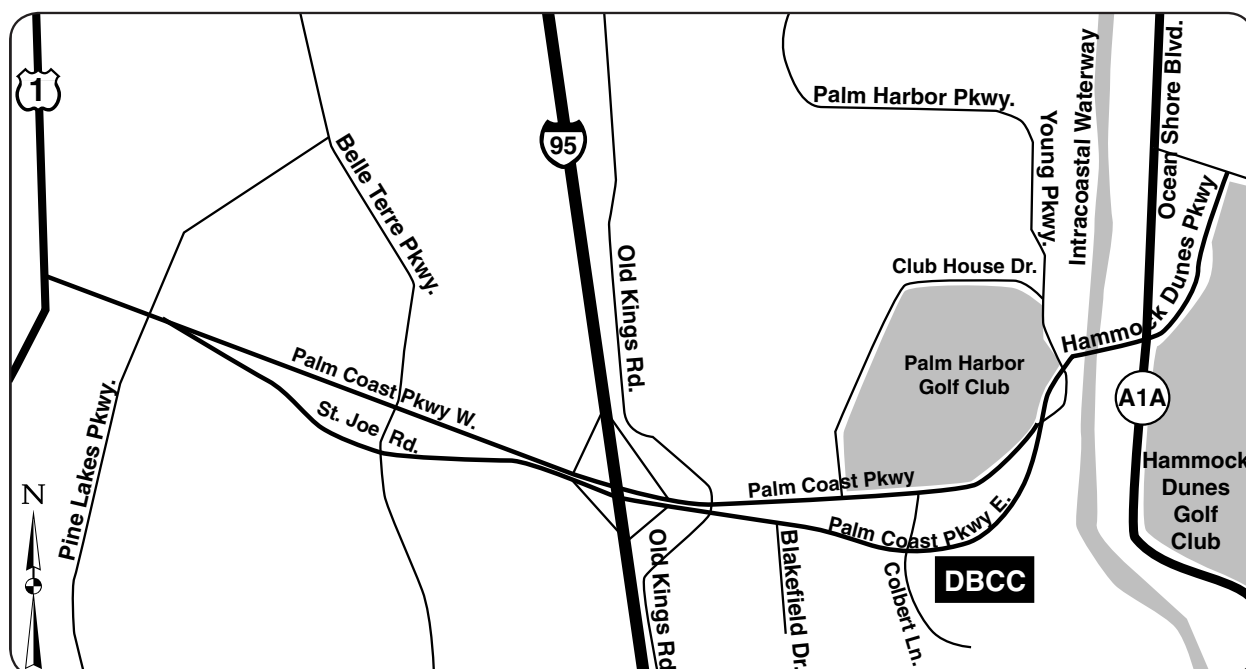 1
95
Palm Harbor Pkwy.
Young Pkwy.
Intracoastal Waterway
Ocean Shore Blvd.
Belle Terre Pkwy.
Old Kings Rd.
Club House Dr.
Hammock Dunes Pkwy
Palm Harbor
Golf Club
Palm Coast Pkwy W.
St. Joe Rd.
Pine Lakes Pkwy.
A1A
Hammock
Dunes
Golf
Club
Palm Coast Pkwy
Palm Coast Pkwy E.
N
Old Kings Rd
Blakefield Dr.
Colbert Ln.
DBCC